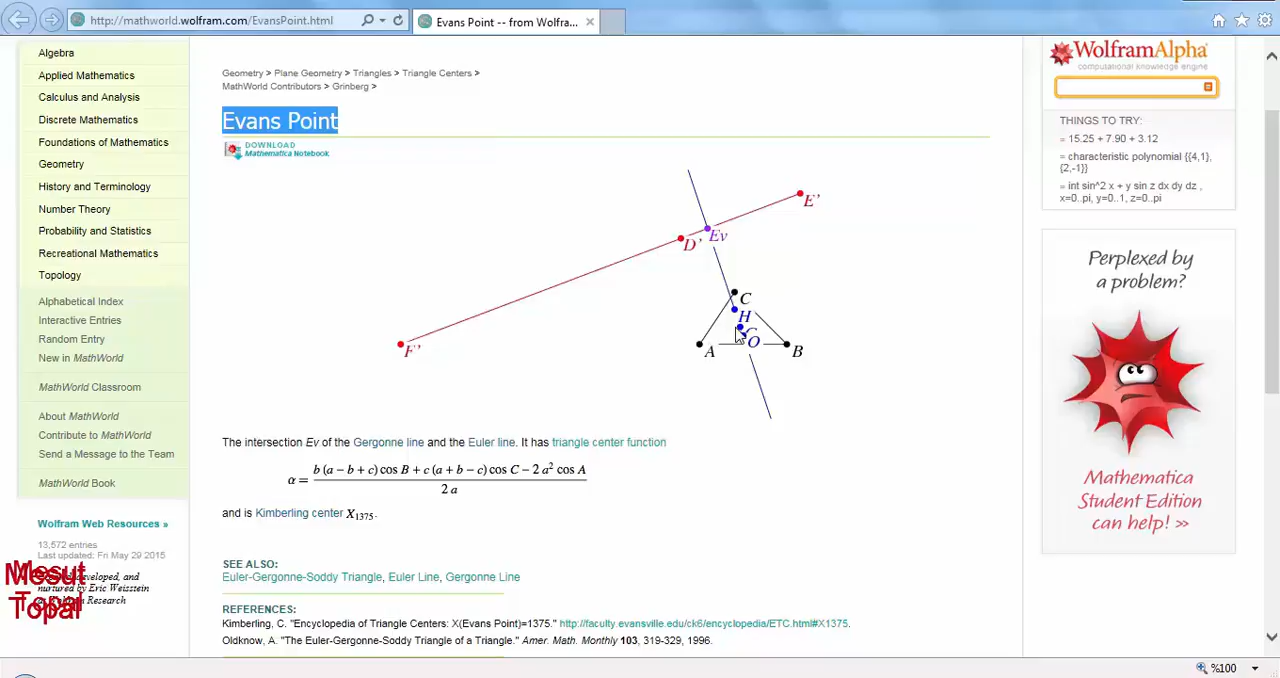 http://mathworld.wolfram.com/EvansPoint.html
Evans Point -- from Wolfra...
Algebra
Applied Mathematics
Calculus and Analysis
Discrete Mathematics
Foundations of Mathematics
Geometry
History and Terminology
Number Theory
Probability and Statistics
Recreational Mathematics
Topology
Alphabetical Index
Interactive Entries
Random Entry
New in MathWorld
MathWorld Classroom
About MathWorld
Contribute to MathWorld
Send a Message to the Team
MathWorld Book
Wolfram Web Resources »
13,572 entries
Last updated: Fri May 29 2015
developed, and
nurtured by Eric Weisstein
Research
Mesut
Topal
Geometry > Plane Geometry > Triangles > Triangle Centers >
MathWorld Contributors > Grinberg >
Evans Point
DOWNLOAD
Mathematica Notebook
E'
Ev
D'
C
H
G
O
F'
A
B
The intersection Ev of the Gergonne line and the Euler line. It has triangle center function
α = b (a − b + c) cos B + c (a + b − c) cos C − 2 a² cos A
2 a
and is Kimberling center X₁₃₇₅.
SEE ALSO:
Euler-Gergonne-Soddy Triangle, Euler Line, Gergonne Line
REFERENCES:
Kimberling, C. "Encyclopedia of Triangle Centers: X(Evans Point)=1375." http://faculty.evansville.edu/ck6/encyclopedia/ETC.html#X1375.
Oldknow, A. "The Euler-Gergonne-Soddy Triangle of a Triangle." Amer. Math. Monthly 103, 319-329, 1996.
WolframAlpha
computational knowledge engine
THINGS TO TRY:
= 15.25 + 7.90 + 3.12
= characteristic polynomial {{4,1},
{2,-1}}
= int sin^2 x + y sin z dx dy dz ,
x=0..pi, y=0..1, z=0..pi
Perplexed by
a problem?
Mathematica
Student Edition
can help! »
%100